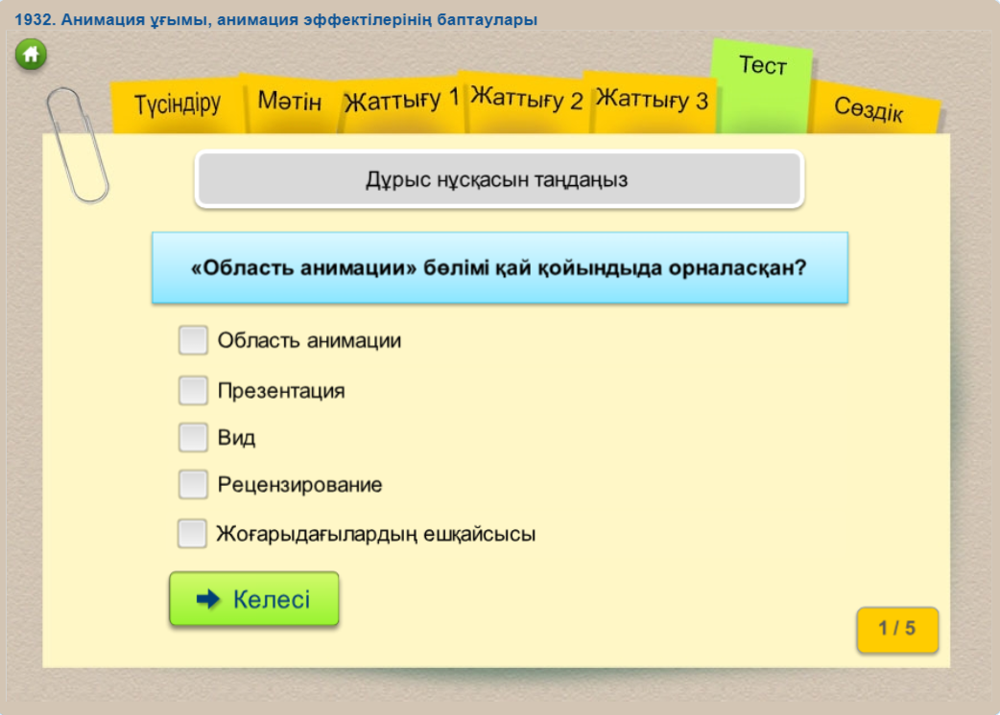 1932. Анимация ұғымы, анимация эффектілерінің баптаулары
Түсіндіру
Мәтін
Жаттығу 1
Жаттығу 2
Жаттығу 3
Тест
Сөздік
Дұрыс нұсқасын таңдаңыз
«Область анимации» бөлімі қай қойындыда орналасқан?
Область анимации
Презентация
Вид
Рецензирование
Жоғарыдағылардың ешқайсысы
Келесі
1 / 5